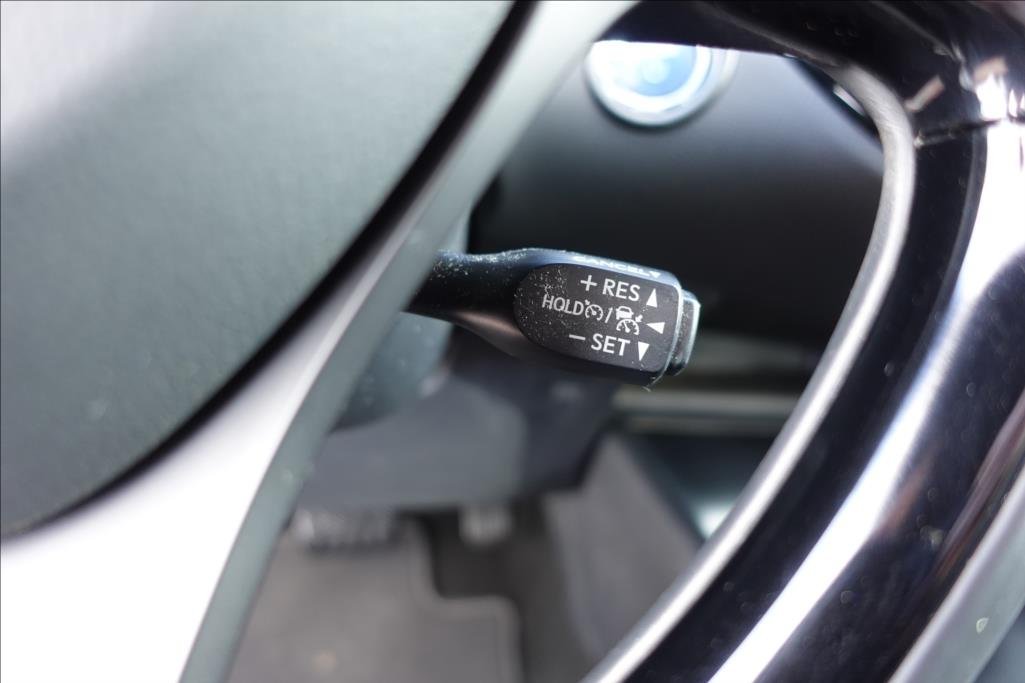 CANCEL
+ RES
HOLD /
− SET